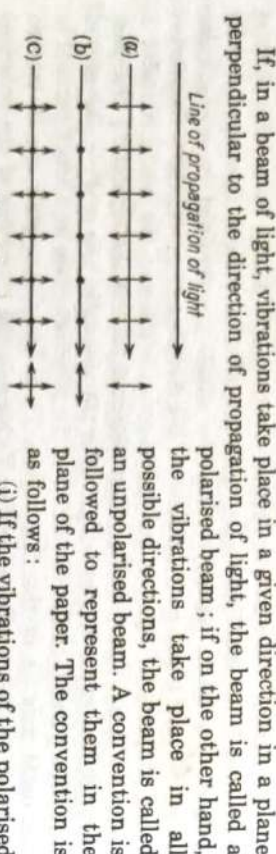 If, in a beam of light, vibrations take place in a given direction in a plane
perpendicular to the direction of propagation of light, the beam is called a
Line of propagation of light
(a)
(b)
(c)
polarised beam ; if on the other hand,
the vibrations take place in all
possible directions, the beam is called
an unpolarised beam. A convention is
followed to represent them in the
plane of the paper. The convention is
as follows :
(i) If the vibrations of the polarised